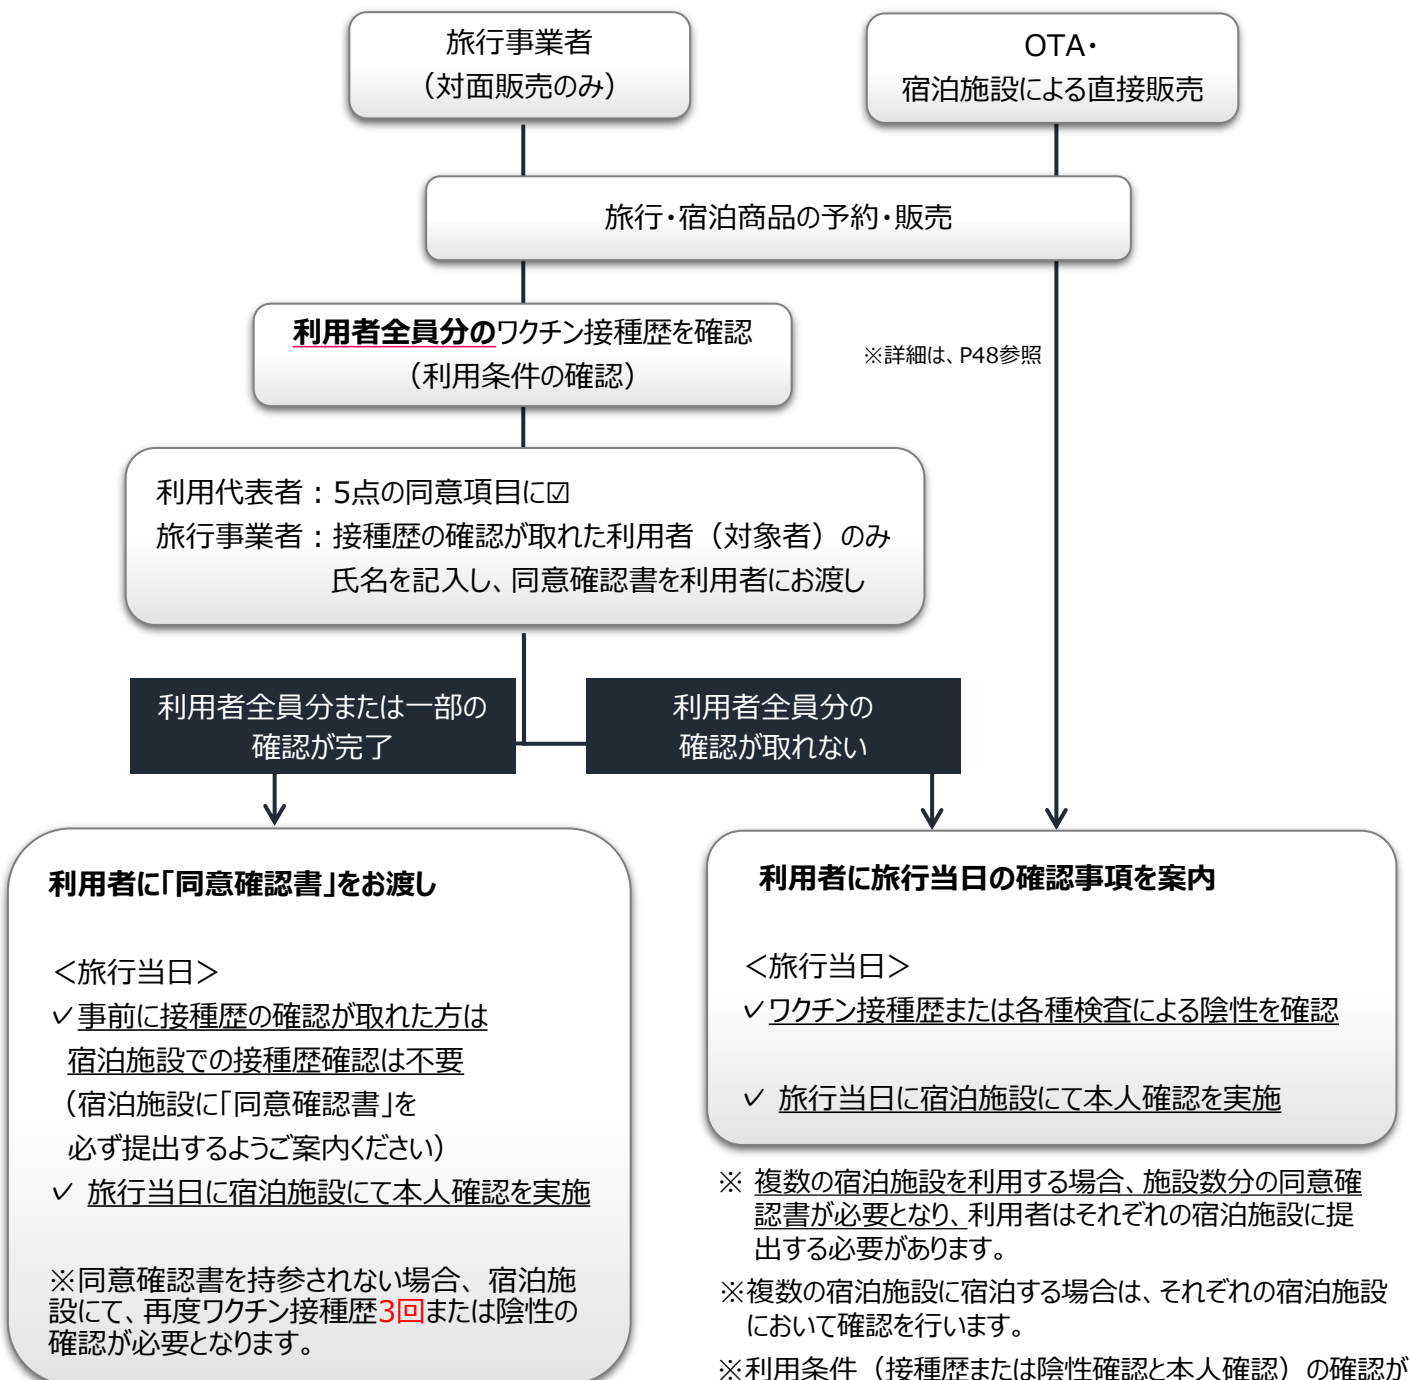 旅行事業者
（対面販売のみ）
OTA・
宿泊施設による直接販売
旅行・宿泊商品の予約・販売
利用者全員分のワクチン接種歴を確認
（利用条件の確認）
※詳細は、P48参照
利用代表者：5点の同意項目に☑
旅行事業者：接種歴の確認が取れた利用者（対象者）のみ
氏名を記入し、同意確認書を利用者にお渡し
利用者全員分または一部の
確認が完了
利用者全員分の
確認が取れない
利用者に「同意確認書」をお渡し
＜旅行当日＞
✓事前に接種歴の確認が取れた方は
宿泊施設での接種歴確認は不要
（宿泊施設に「同意確認書」を
必ず提出するようご案内ください）
✓ 旅行当日に宿泊施設にて本人確認を実施
※同意確認書を持参されない場合、宿泊施
設にて、再度ワクチン接種歴3回または陰性の
確認が必要となります。
利用者に旅行当日の確認事項を案内
＜旅行当日＞
✓ワクチン接種歴または各種検査による陰性を確認
✓ 旅行当日に宿泊施設にて本人確認を実施
※ 複数の宿泊施設を利用する場合、施設数分の同意確
認書が必要となり、利用者はそれぞれの宿泊施設に提
出する必要があります。
※複数の宿泊施設に宿泊する場合は、それぞれの宿泊施設
において確認を行います。
※利用条件（接種歴または陰性確認と本人確認）の確認が